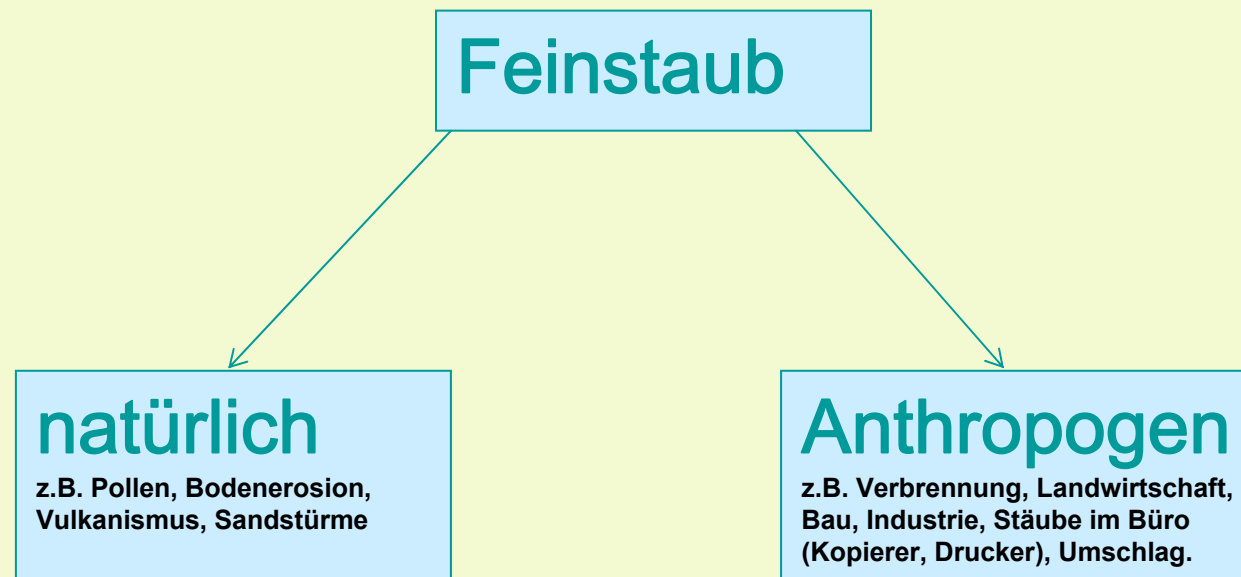 Feinstaub
natürlich
z.B. Pollen, Bodenerosion,
Vulkanismus, Sandstürme
Anthropogen
z.B. Verbrennung, Landwirtschaft,
Bau, Industrie, Stäube im Büro
(Kopierer, Drucker), Umschlag.